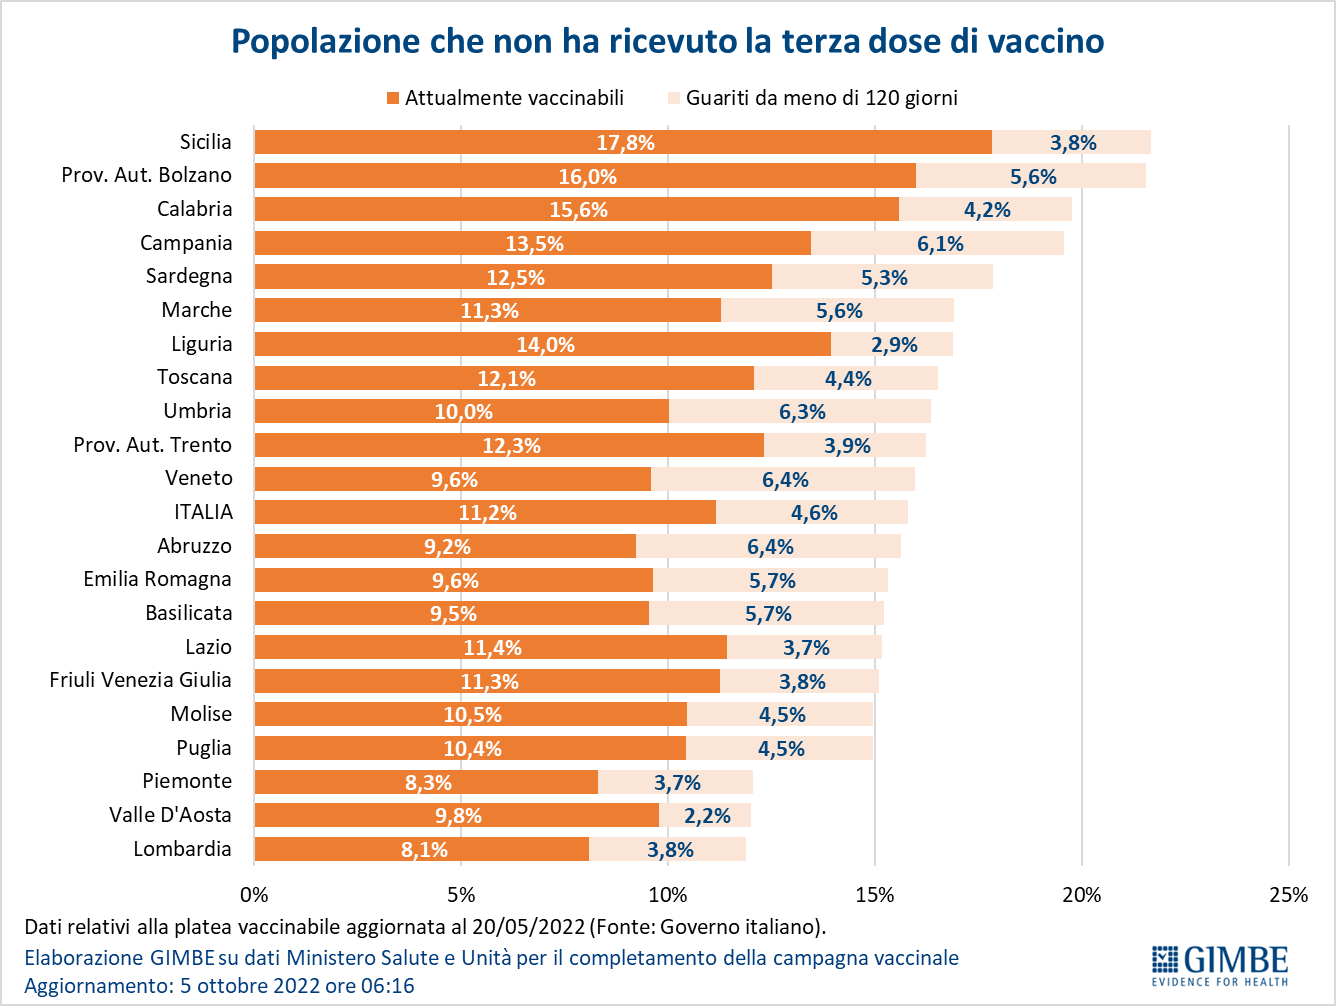 Popolazione che non ha ricevuto la terza dose di vaccino
Attualmente vaccinabili Guariti da meno di 120 giorni
Sicilia 17,8% 3,8%
Prov. Aut. Bolzano 16,0% 5,6%
Calabria 15,6% 4,2%
Campania 13,5% 6,1%
Sardegna 12,5% 5,3%
Marche 11,3% 5,6%
Liguria 14,0% 2,9%
Toscana 12,1% 4,4%
Umbria 10,0% 6,3%
Prov. Aut. Trento 12,3% 3,9%
Veneto 9,6% 6,4%
ITALIA 11,2% 4,6%
Abruzzo 9,2% 6,4%
Emilia Romagna 9,6% 5,7%
Basilicata 9,5% 5,7%
Lazio 11,4% 3,7%
Friuli Venezia Giulia 11,3% 3,8%
Molise 10,5% 4,5%
Puglia 10,4% 4,5%
Piemonte 8,3% 3,7%
Valle D'Aosta 9,8% 2,2%
Lombardia 8,1% 3,8%
0% 5% 10% 15% 20% 25%
Dati relativi alla platea vaccinabile aggiornata al 20/05/2022 (Fonte: Governo italiano).
Elaborazione GIMBE su dati Ministero Salute e Unità per il completamento della campagna vaccinale
Aggiornamento: 5 ottobre 2022 ore 06:16
GIMBE
EVIDENCE FOR HEALTH